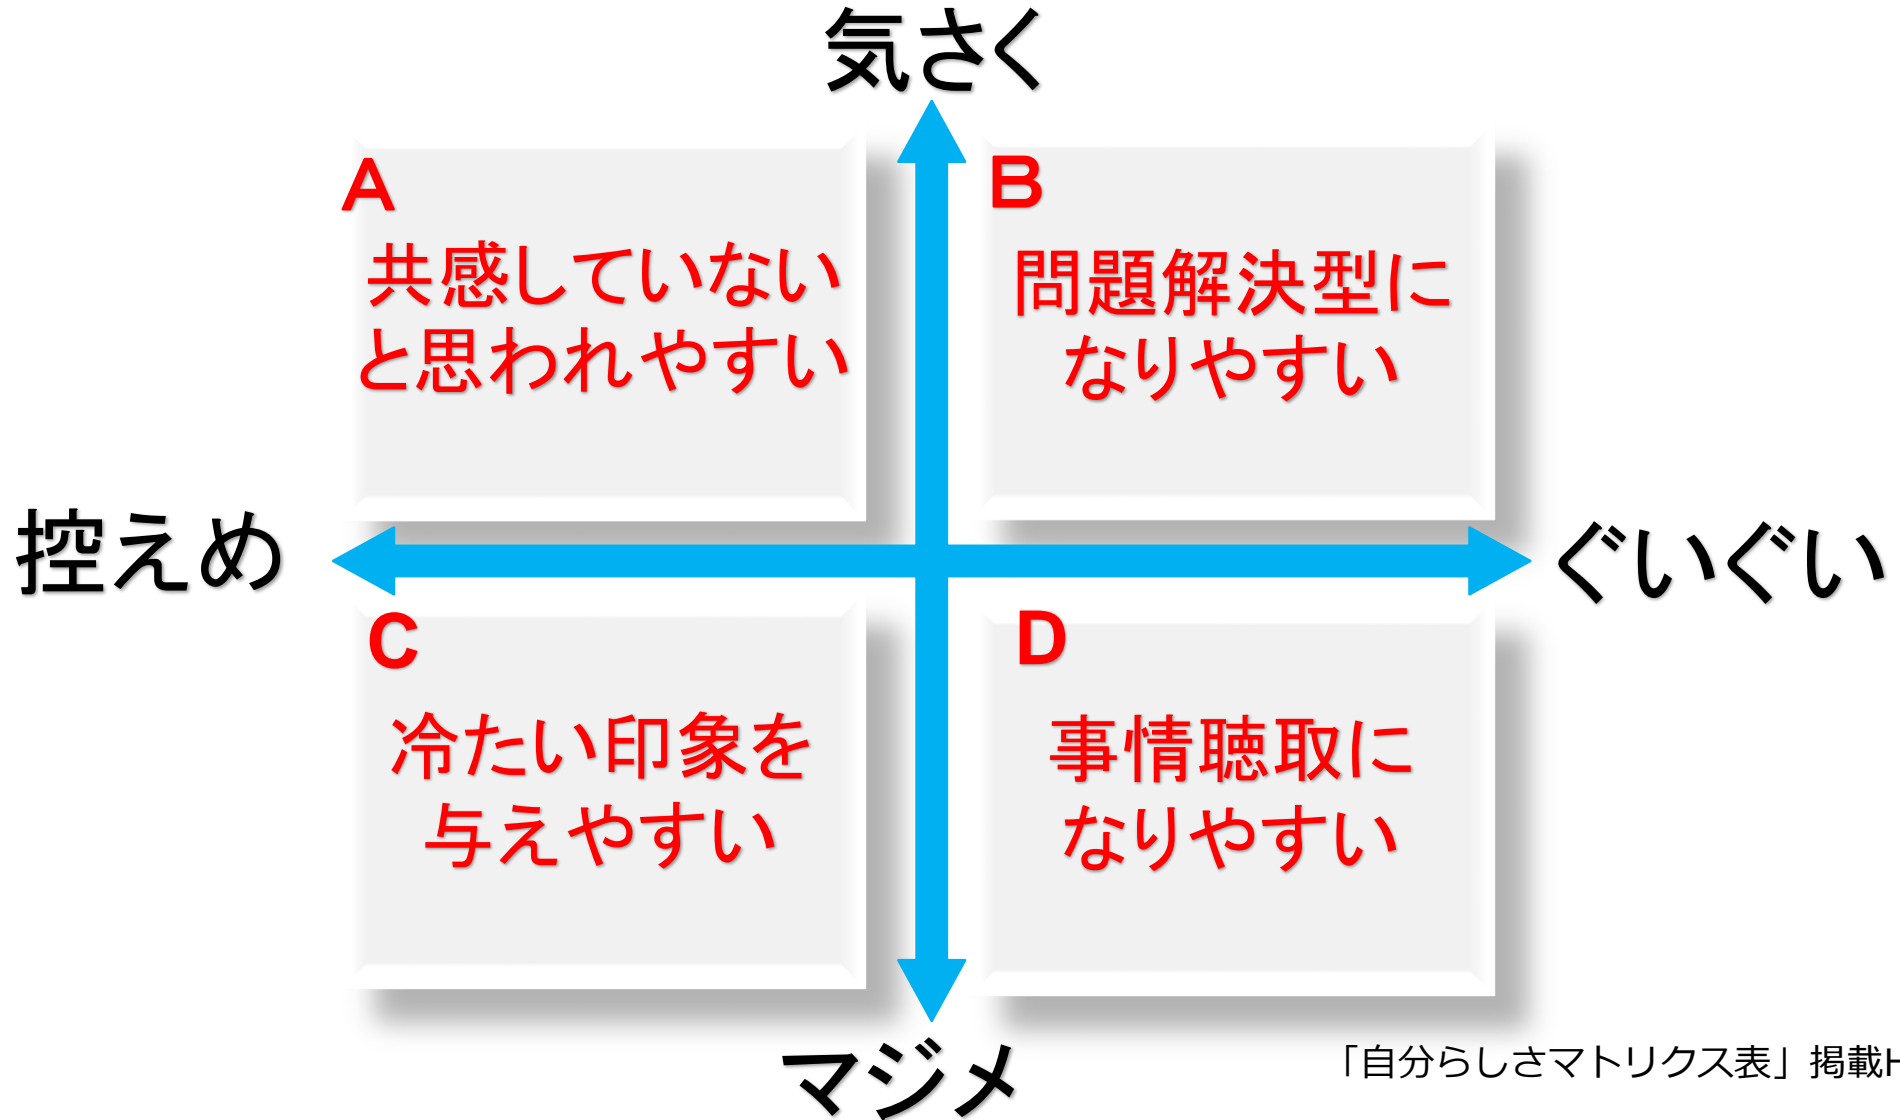 気さく
A
共感していない
と思われやすい
B
問題解決型に
なりやすい
控えめ
ぐいぐい
C
冷たい印象を
与えやすい
D
事情聴取に
なりやすい
マジメ
「自分らしさマトリクス表」掲載H